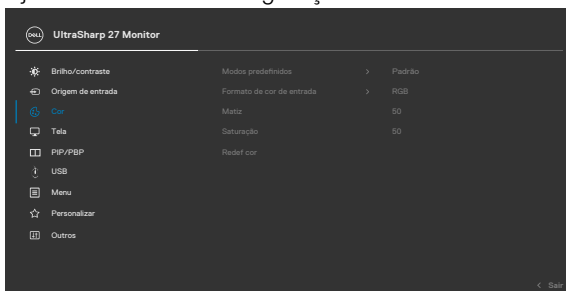 DELL UltraSharp 27 Monitor
Brilho/contraste Modos predefinidos > Padrão
Origem de entrada Formato de cor de entrada > RGB
Cor Matiz 50
Tela Saturação 50
PIP/PBP Redef cor
USB
Menu
Personalizar
Outros
< Sair